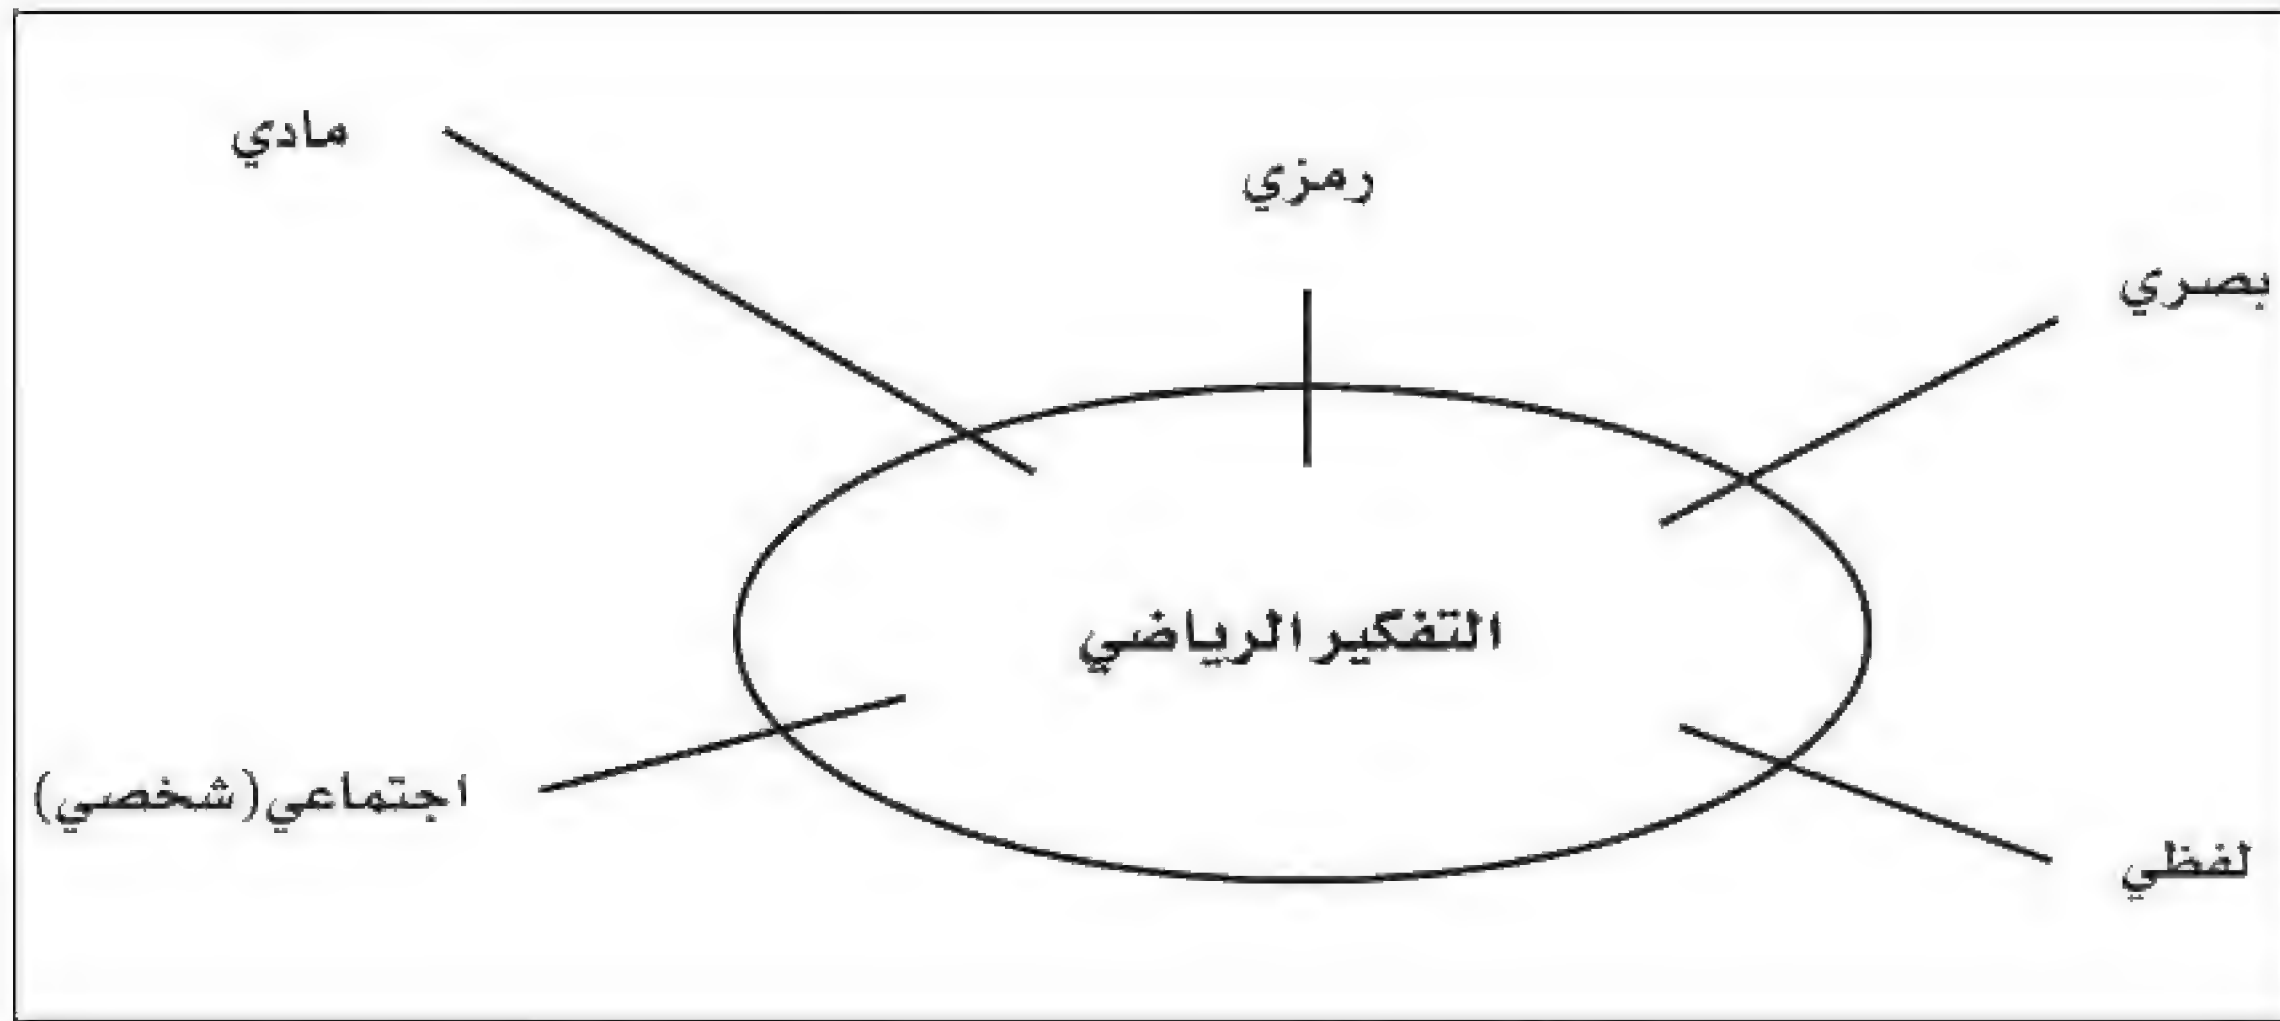 مادي
رمزي
بصري
التفكير الرياضي
اجتماعي (شخصي)
لفظي